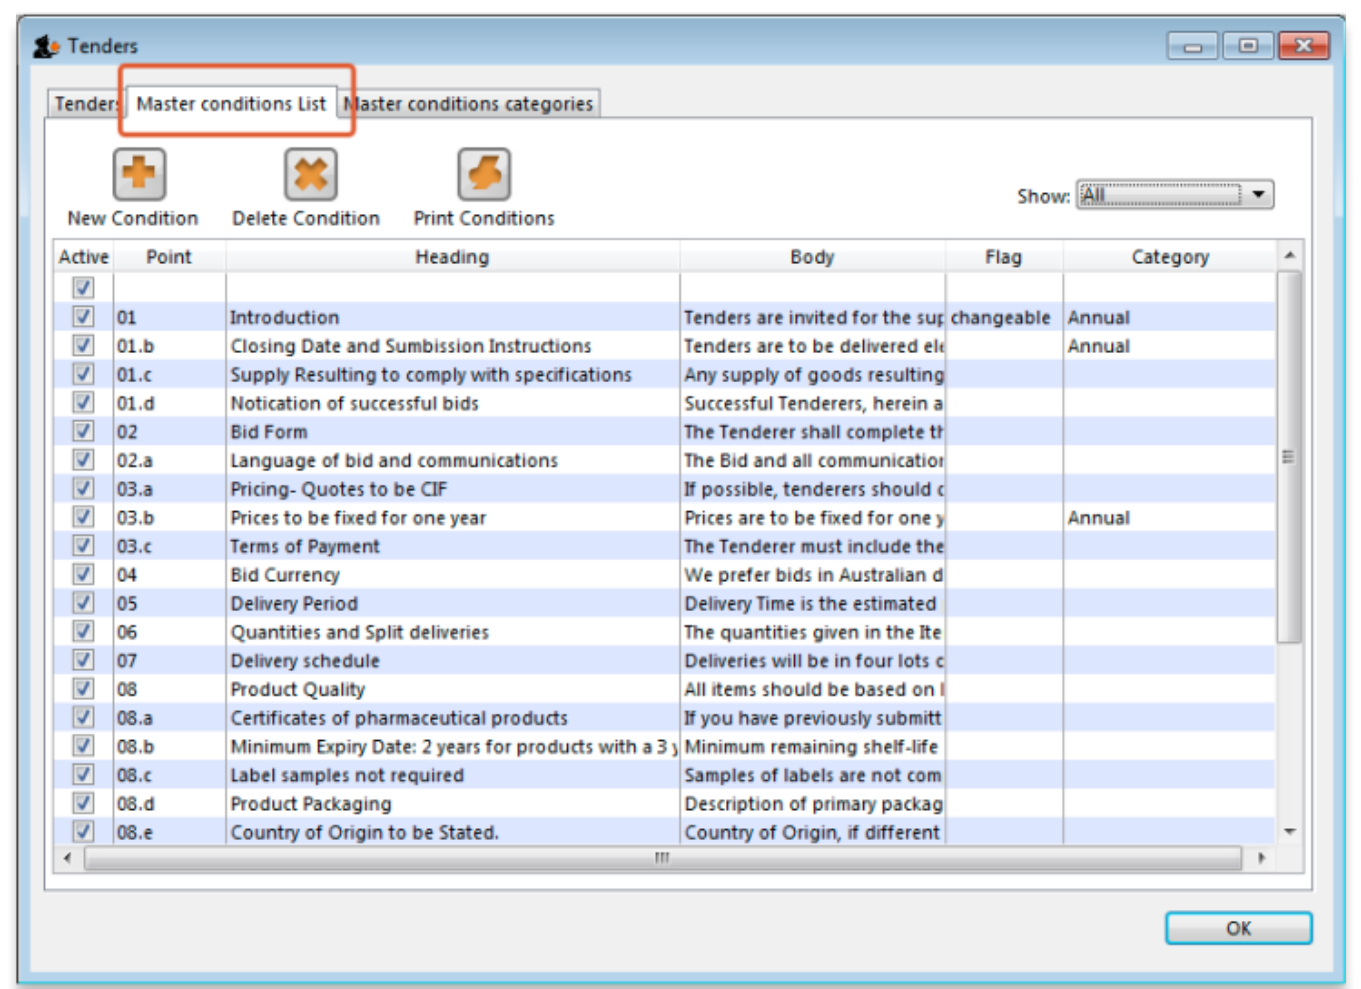 Tenders
Tenders Master conditions List Master conditions categories
New Condition Delete Condition Print Conditions Show: All
Active Point Heading Body Flag Category
01 Introduction Tenders are invited for the changeable Annual
01.b Closing Date and Sumbission Instructions Tenders are to be delivered Annual
01.c Supply Resulting to comply with specifications Any supply of goods resulting
01.d Notication of successful bids Successful Tenderers, herein
02 Bid Form The Tenderer shall complete
02.a Language of bid and communications The Bid and all
03.a Pricing- Quotes to be CIF If possible, tenderers should
03.b Prices to be fixed for one year Prices are to be fixed for one Annual
03.c Terms of Payment The Tenderer must include the
04 Bid Currency We prefer bids in Australian
05 Delivery Period Delivery Time is the estimated
06 Quantities and Split deliveries The quantities given in the
07 Delivery schedule Deliveries will be in four lots
08 Product Quality All items should be based on
08.a Certificates of pharmaceutical products If you have previously
08.b Minimum Expiry Date: 2 years for products with a 3 Minimum remaining shelf-life
08.c Label samples not required Samples of labels are not
08.d Product Packaging Description of primary
08.e Country of Origin to be Stated. Country of Origin, if different
OK